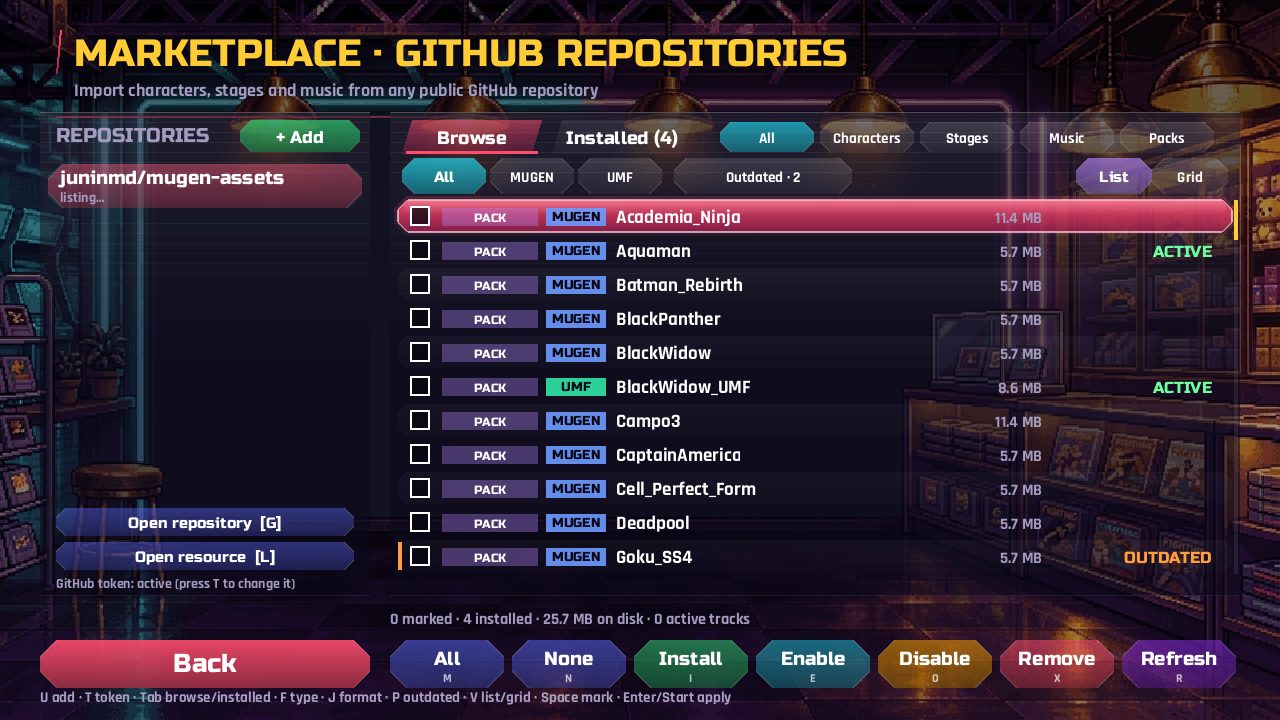 MARKETPLACE · GITHUB REPOSITORIES
Import characters, stages and music from any public GitHub repository
REPOSITORIES
+ Add
juninmd/mugen-assets
listing...
Open repository [G]
Open resource [L]
GitHub token: active (press T to change it)
Browse
Installed (4)
All
Characters
Stages
Music
Packs
All
MUGEN
UMF
Outdated · 2
List
Grid
PACK MUGEN Academia_Ninja 11.4 MB
PACK MUGEN Aquaman 5.7 MB ACTIVE
PACK MUGEN Batman_Rebirth 5.7 MB
PACK MUGEN BlackPanther 5.7 MB
PACK MUGEN BlackWidow 5.7 MB
PACK UMF BlackWidow_UMF 8.6 MB ACTIVE
PACK MUGEN Campo3 11.4 MB
PACK MUGEN CaptainAmerica 5.7 MB
PACK MUGEN Cell_Perfect_Form 5.7 MB
PACK MUGEN Deadpool 5.7 MB
PACK MUGEN Goku_SS4 5.7 MB OUTDATED
0 marked · 4 installed · 25.7 MB on disk · 0 active tracks
Back
All
M
None
N
Install
I
Enable
E
Disable
O
Remove
X
Refresh
R
U add · T token · Tab browse/installed · F type · J format · P outdated · V list/grid · Space mark · Enter/Start apply